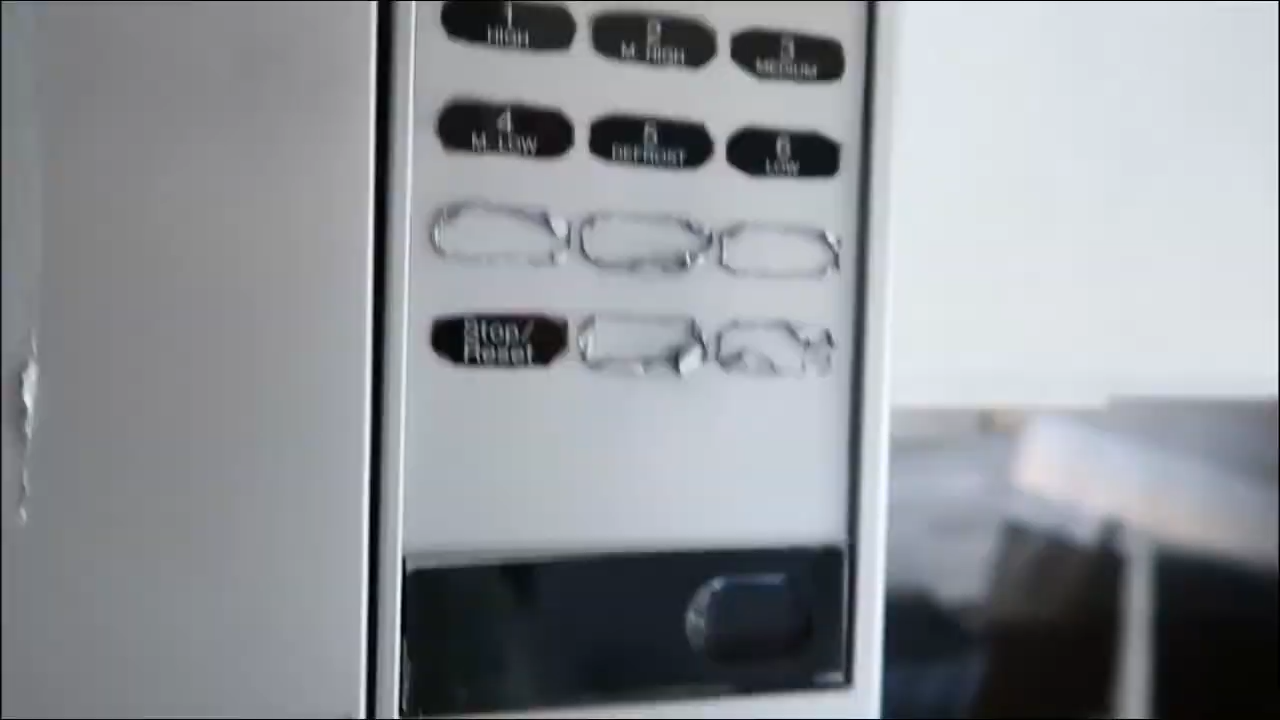 1 2 3
HIGH M. HIGH MEDIUM
4 5 6
M. LOW DEFROST LOW
Stop/
Reset